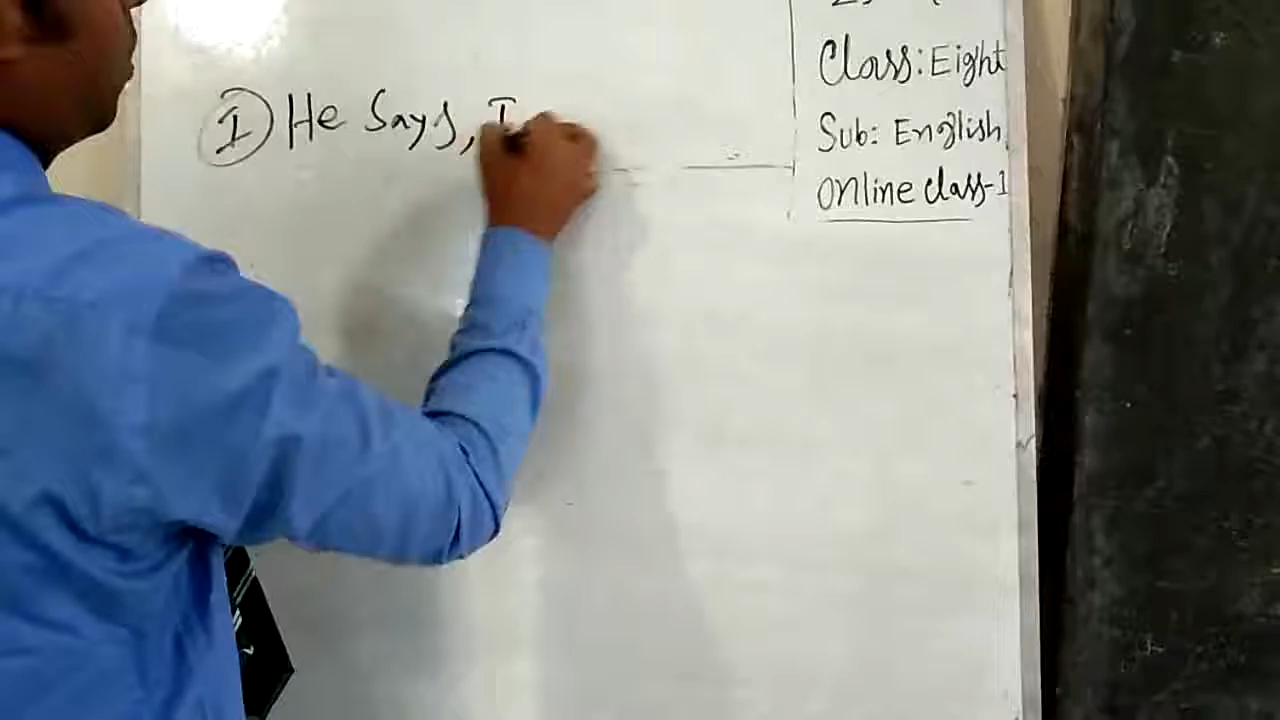 ① He Says, I
Class: Eight
Sub: English
Online class-1